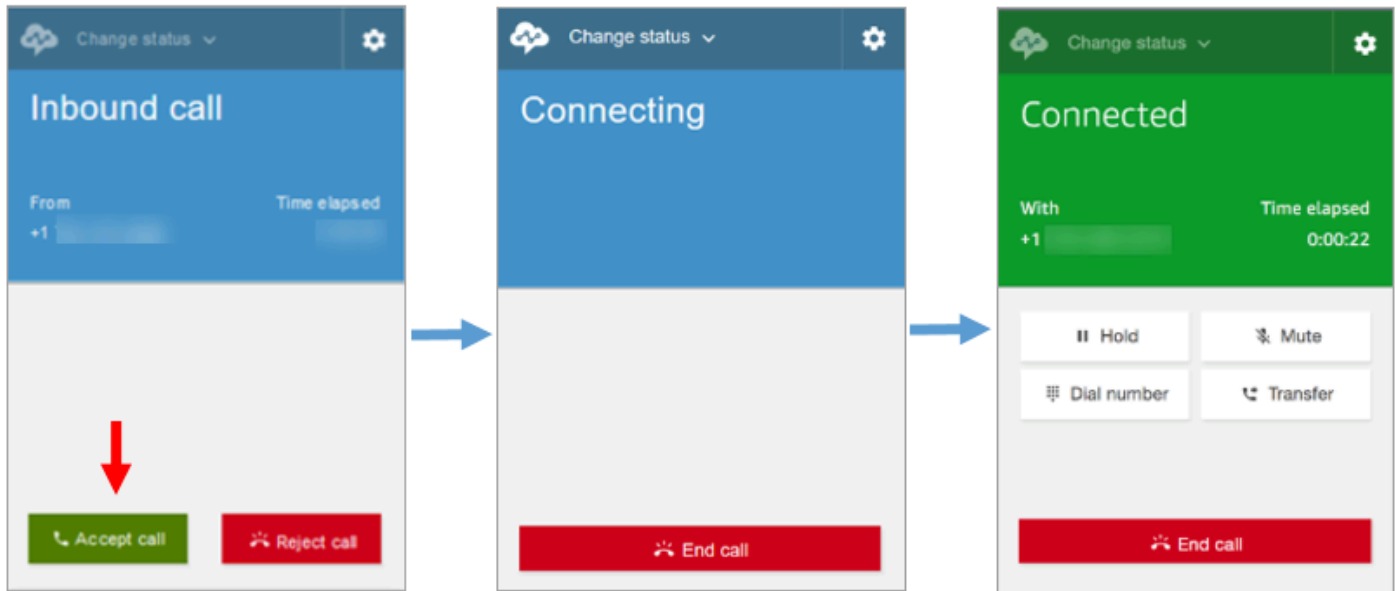 Change status
Inbound call
From
Time elapsed
+1
Accept call
Reject call
Change status
Connecting
End call
Change status
Connected
With
Time elapsed
+1
0:00:22
Hold
Mute
Dial number
Transfer
End call